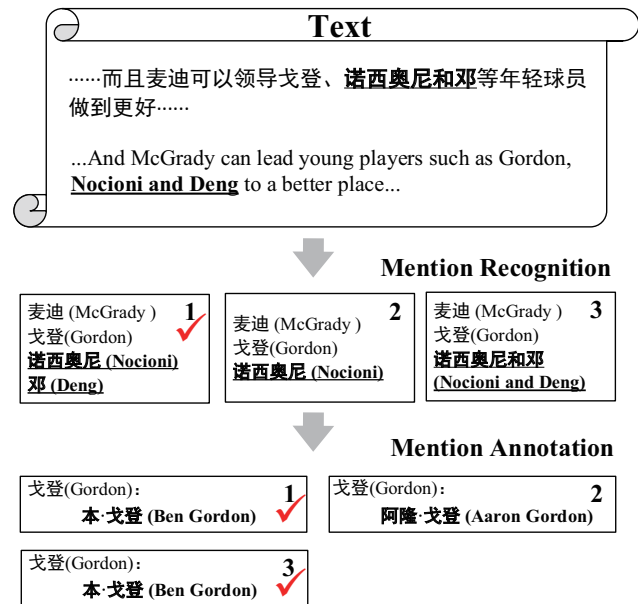 Text
······而且麦迪可以领导戈登、诺西奥尼和邓等年轻球员
做到更好······
...And McGrady can lead young players such as Gordon,
Nocioni and Deng to a better place...
Mention Recognition
1
麦迪 (McGrady )
戈登(Gordon)
诺西奥尼 (Nocioni)
邓 (Deng)
2
麦迪 (McGrady )
戈登(Gordon)
诺西奥尼 (Nocioni)
3
麦迪 (McGrady )
戈登(Gordon)
诺西奥尼和邓
(Nocioni and Deng)
Mention Annotation
戈登(Gordon)： 1
本·戈登 (Ben Gordon)
戈登(Gordon)： 2
阿隆·戈登 (Aaron Gordon)
戈登(Gordon)： 3
本·戈登 (Ben Gordon)